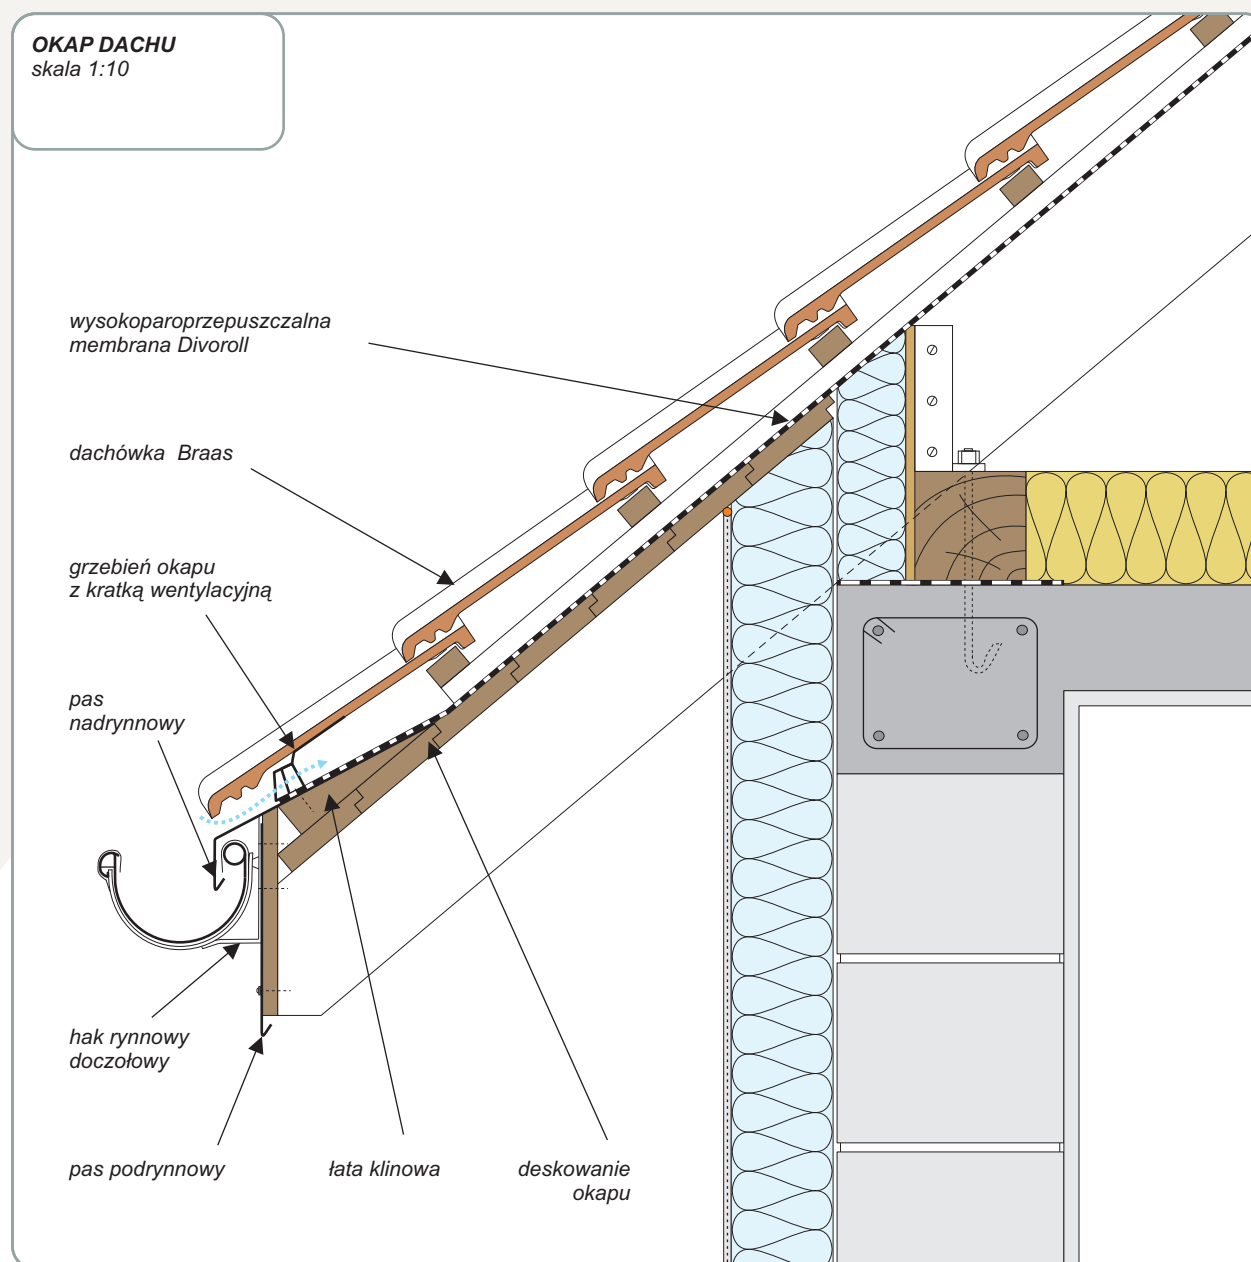 OKAP DACHU
skala 1:10
wysokoparoprzepuszczalna
membrana Divoroll
dachówka Braas
grzebień okapu
z kratką wentylacyjną
pas
nadrynnowy
hak rynnowy
doczołowy
pas podrynnowy
łata klinowa
deskowanie
okapu